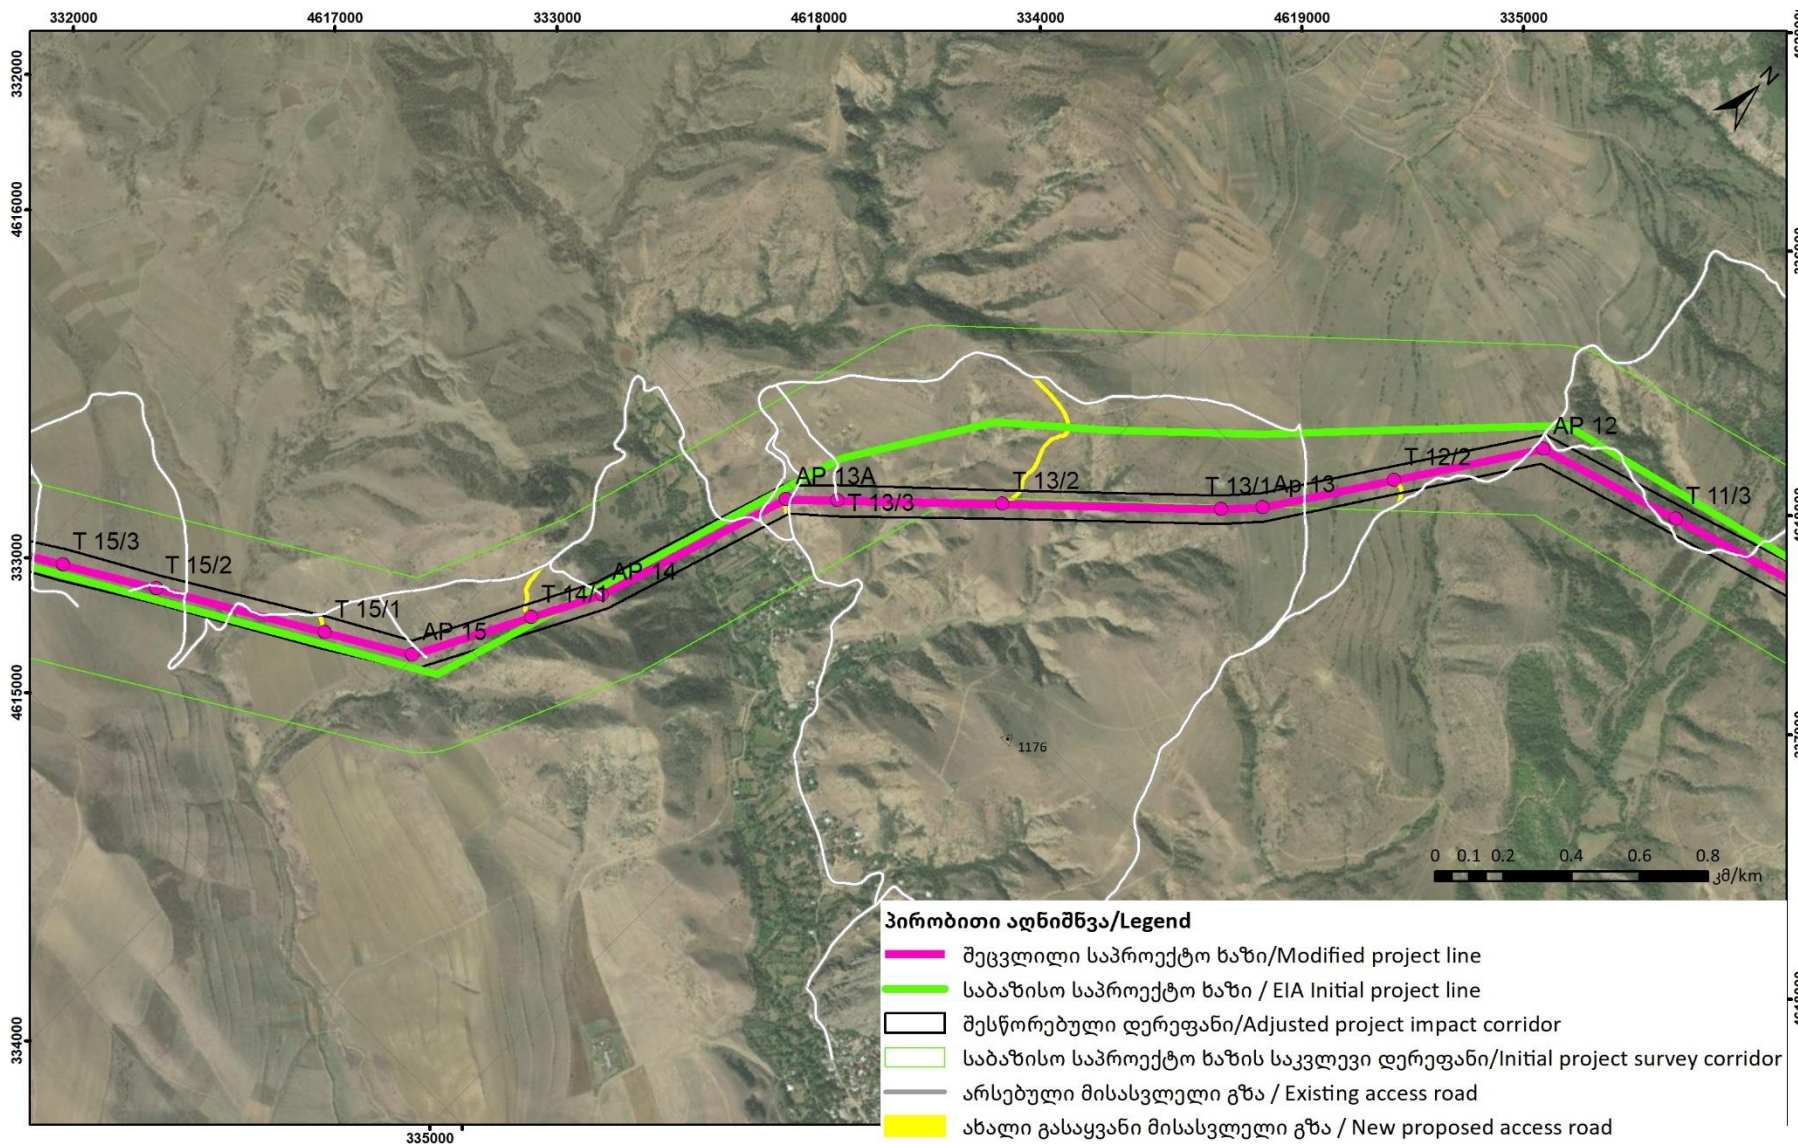 332000 4617000 333000 4618000 334000 4619000 335000
N
332000
4616000
333000
4615000
334000
335000
AP 12
T 12/2
AP 13A
T 13/2
T 13/1 Ap 13
T 13/3
T 11/3
T 15/3
T 15/2
AP 14
T 14/1
T 15/1
AP 15
1176
0 0.1 0.2 0.4 0.6 0.8
კმ/km
პირობითი აღნიშნვა/Legend
შეცვლილი საპროექტო ხაზი/Modified project line
საბაზისო საპროექტო ხაზი / EIA Initial project line
შესწორებული დერეფანი/Adjusted project impact corridor
საბაზისო საპროექტო ხაზის საკვლევი დერეფანი/Initial project survey corridor
არსებული მისასვლელი გზა / Existing access road
ახალი გასაყვანი მისასვლელი გზა / New proposed access road